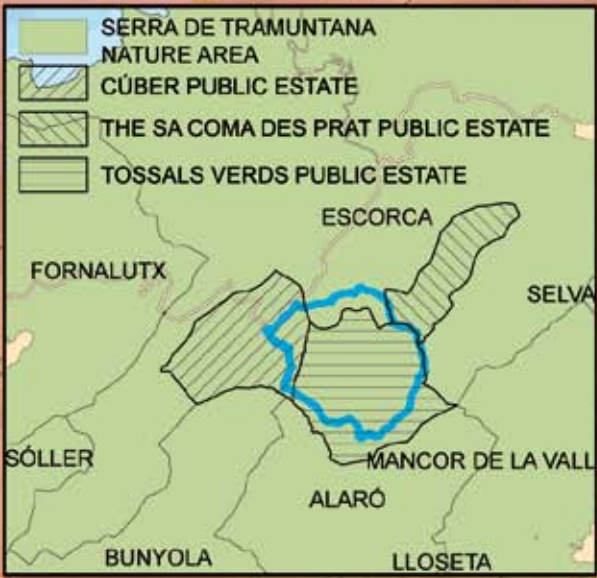 SERRA DE TRAMUNTANA
NATURE AREA
CÚBER PUBLIC ESTATE
THE SA COMA DES PRAT PUBLIC ESTATE
TOSSALS VERDS PUBLIC ESTATE
ESCORCA
FORNALUTX
SELVA
SÓLLER
MANCOR DE LA VALL
ALARÓ
BUNYOLA
LLOSETA